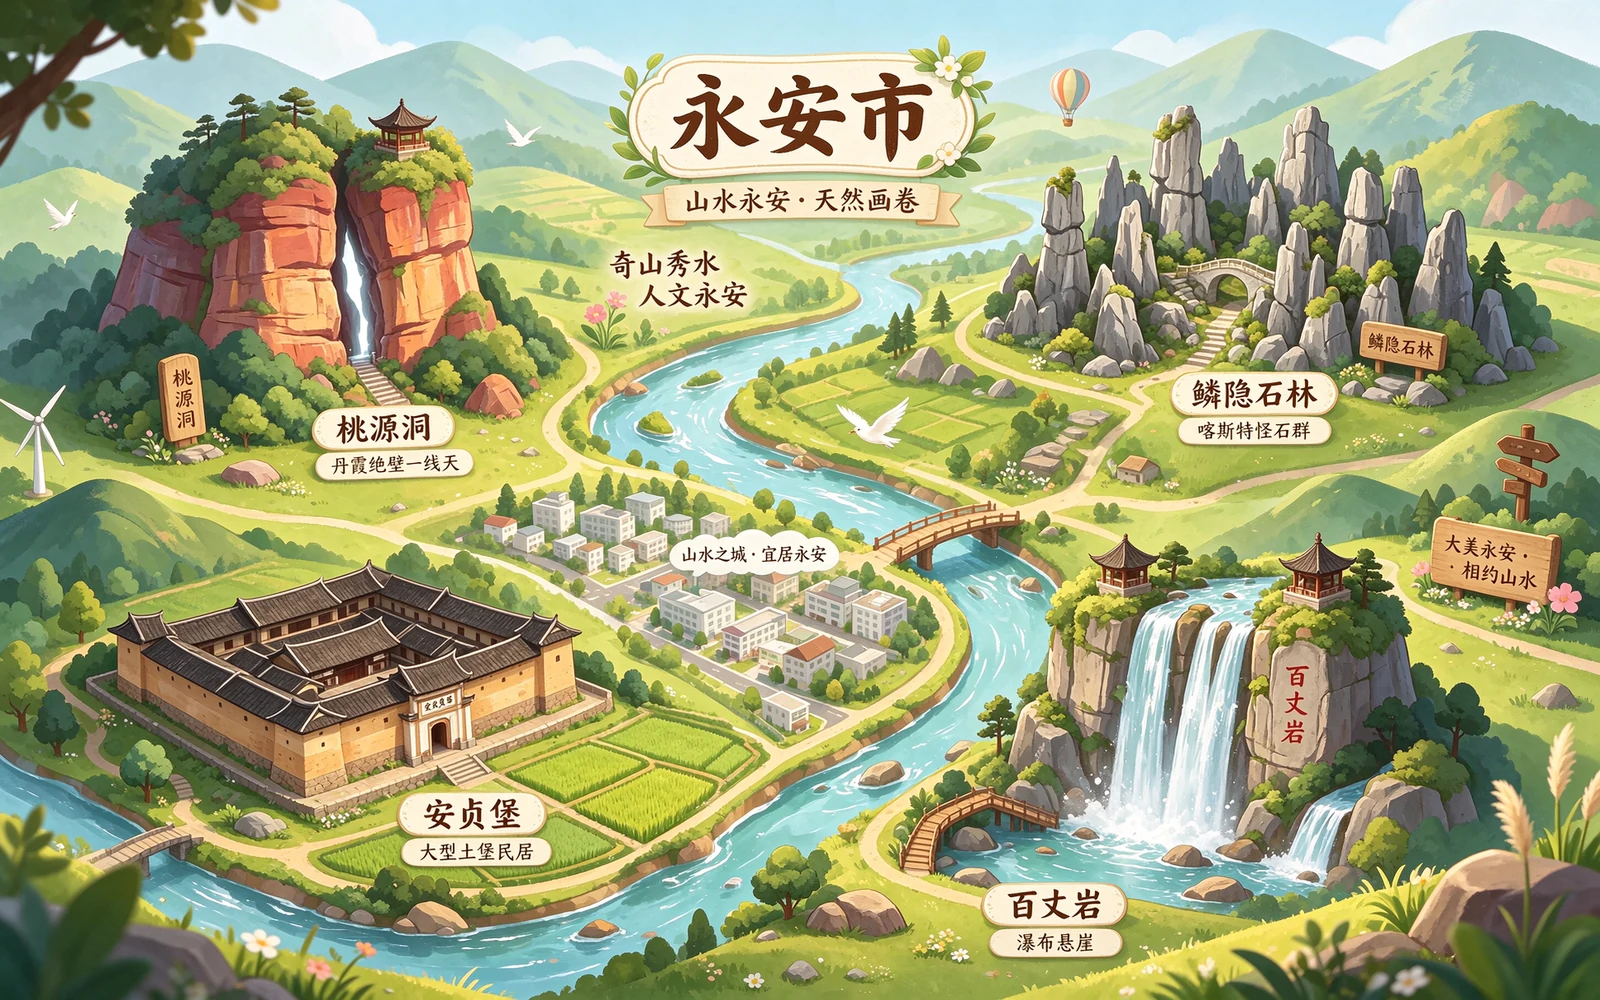 永安市
山水永安·天然画卷
奇山秀水
人文永安
桃源洞
桃源洞
丹霞绝壁一线天
鳞隐石林
鳞隐石林
喀斯特怪石群
山水之城·宜居永安
大美永安·
·相约山水
安贞堡
安贞堡
大型土堡民居
百丈岩
百丈岩
瀑布悬崖